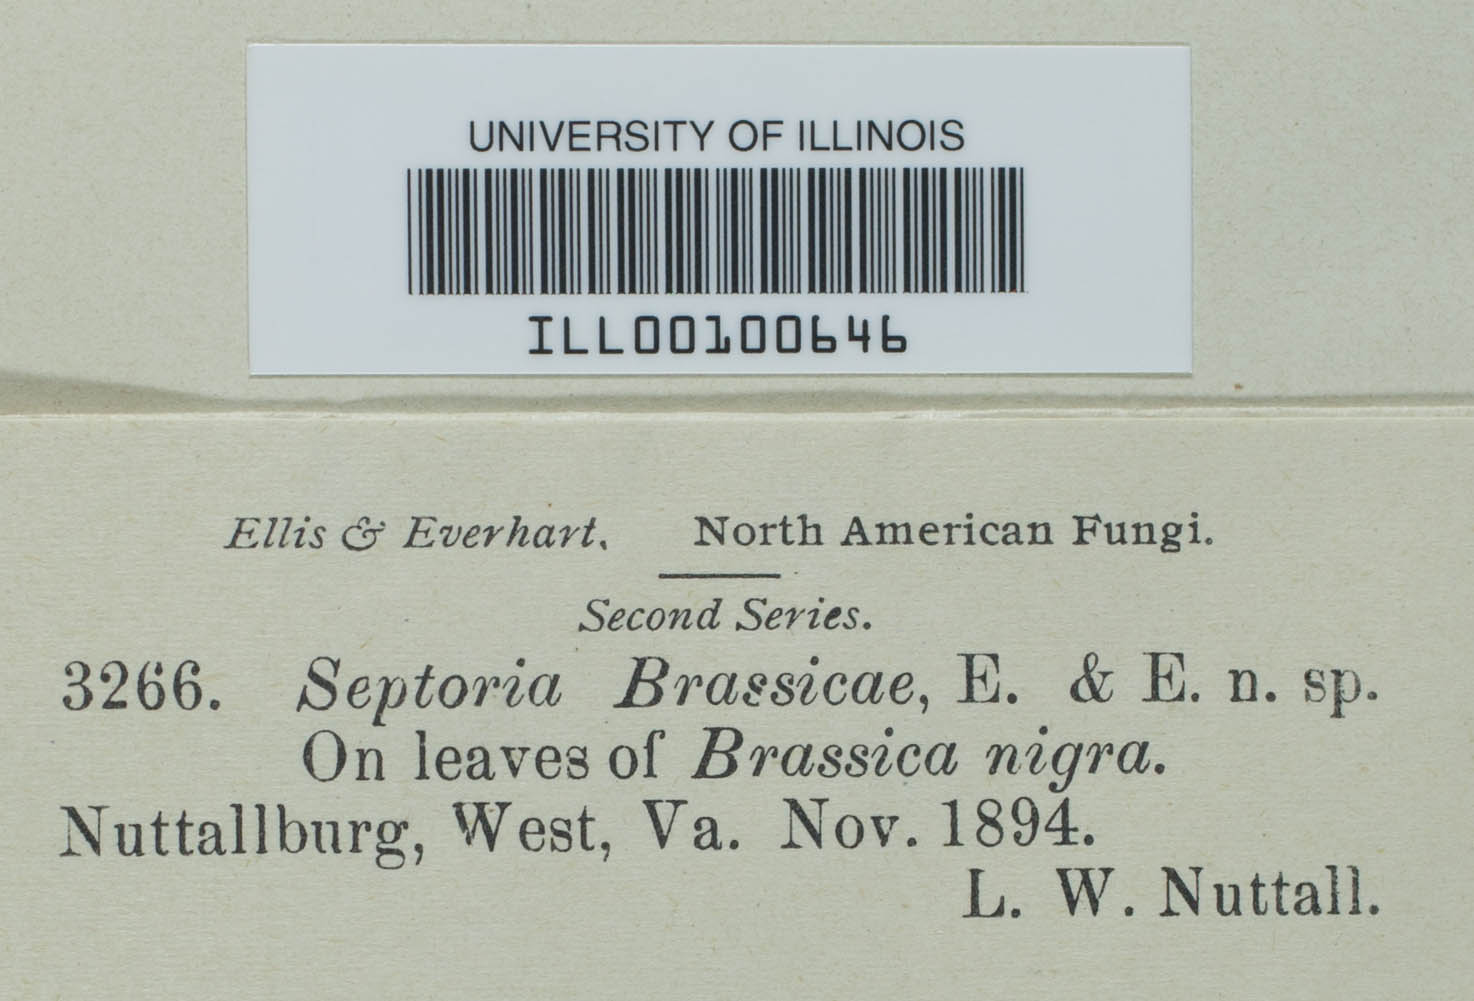 UNIVERSITY OF ILLINOIS
ILL00100646
Ellis & Everhart. North American Fungi.
Second Series.
3266. Septoria Brassicae, E. & E. n. sp.
On leaves of Brassica nigra.
Nuttallburg, West, Va. Nov. 1894.
L. W. Nuttall.